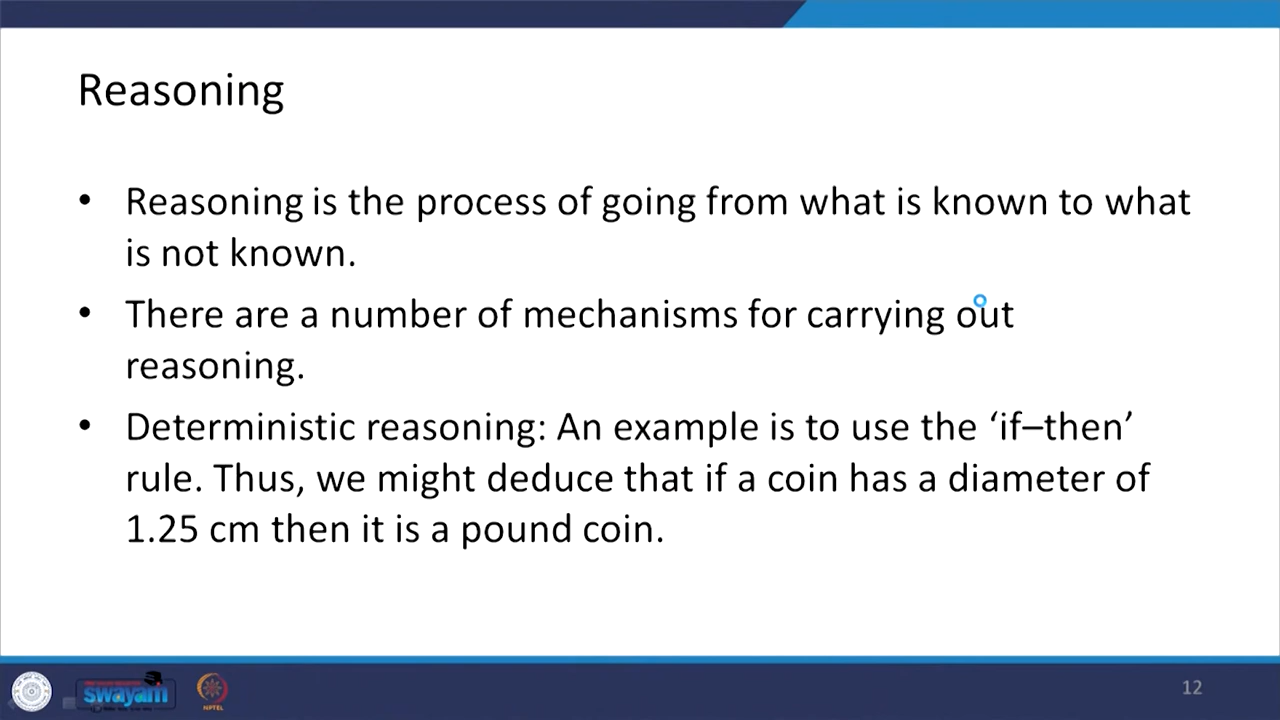 Reasoning
• Reasoning is the process of going from what is known to what
is not known.
• There are a number of mechanisms for carrying out
reasoning.
• Deterministic reasoning: An example is to use the ‘if–then’
rule. Thus, we might deduce that if a coin has a diameter of
1.25 cm then it is a pound coin.
swayam
NPTEL
12